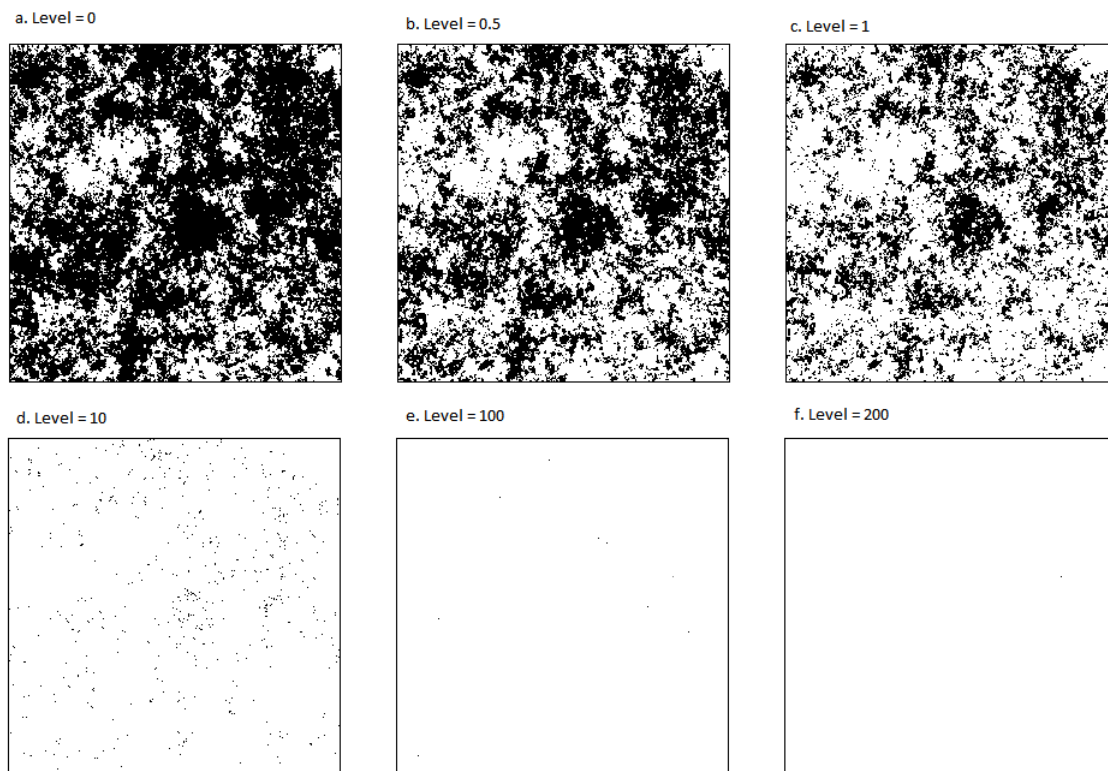 a. Level = 0
b. Level = 0.5
c. Level = 1
d. Level = 10
e. Level = 100
f. Level = 200